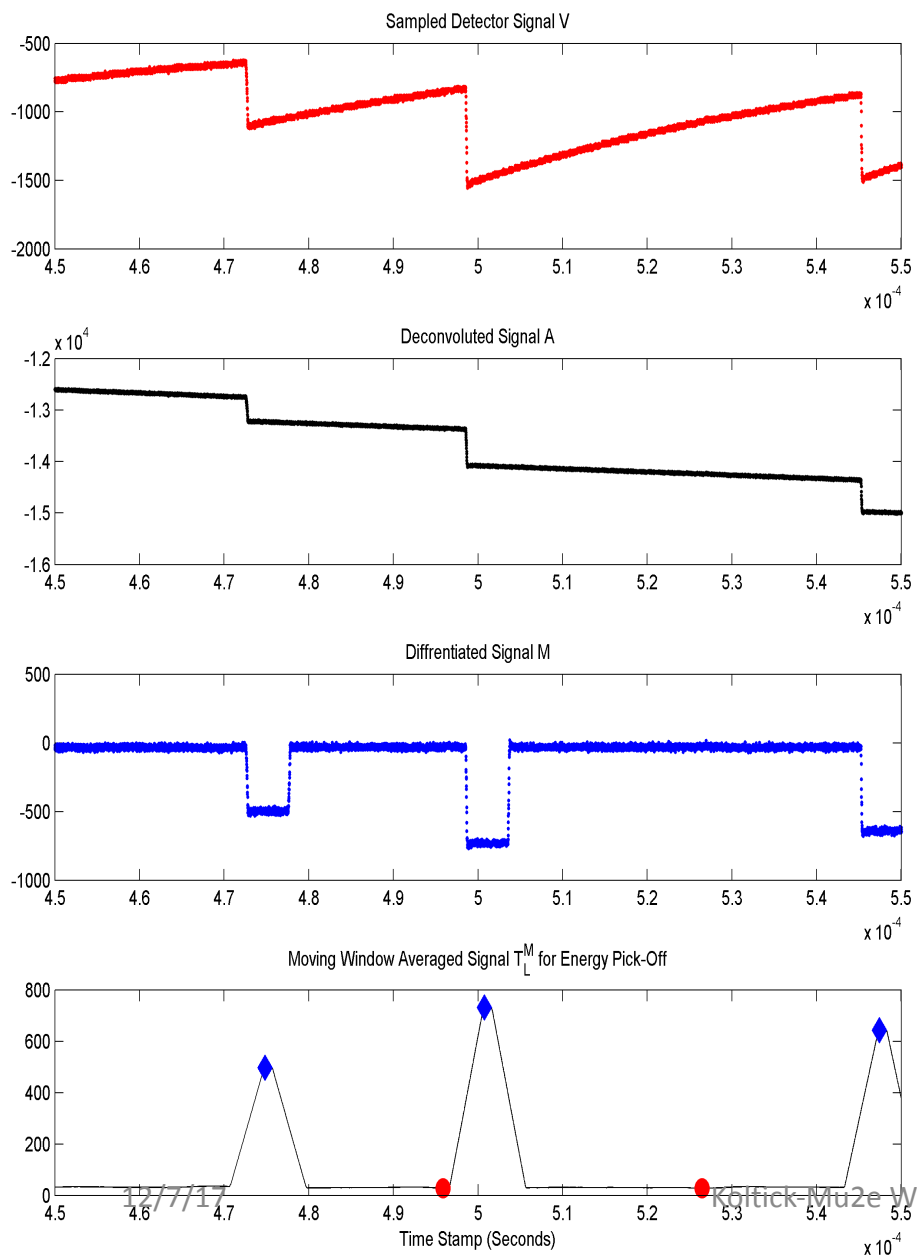 Sampled Detector Signal V
-500
-1000
-1500
-2000
4.5 4.6 4.7 4.8 4.9 5 5.1 5.2 5.3 5.4 5.5
x 10^-4
Deconvoluted Signal A
x 10^4
-1.2
-1.3
-1.4
-1.5
-1.6
4.5 4.6 4.7 4.8 4.9 5 5.1 5.2 5.3 5.4 5.5
x 10^-4
Diffrentiated Signal M
500
0
-500
-1000
4.5 4.6 4.7 4.8 4.9 5 5.1 5.2 5.3 5.4 5.5
x 10^-4
Moving Window Averaged Signal T_L^M for Energy Pick-Off
800
600
400
200
0
12/7/17 Koltick-Mu2e W
4.5 4.6 4.7 4.8 4.9 5 5.1 5.2 5.3 5.4 5.5
Time Stamp (Seconds)
x 10^-4